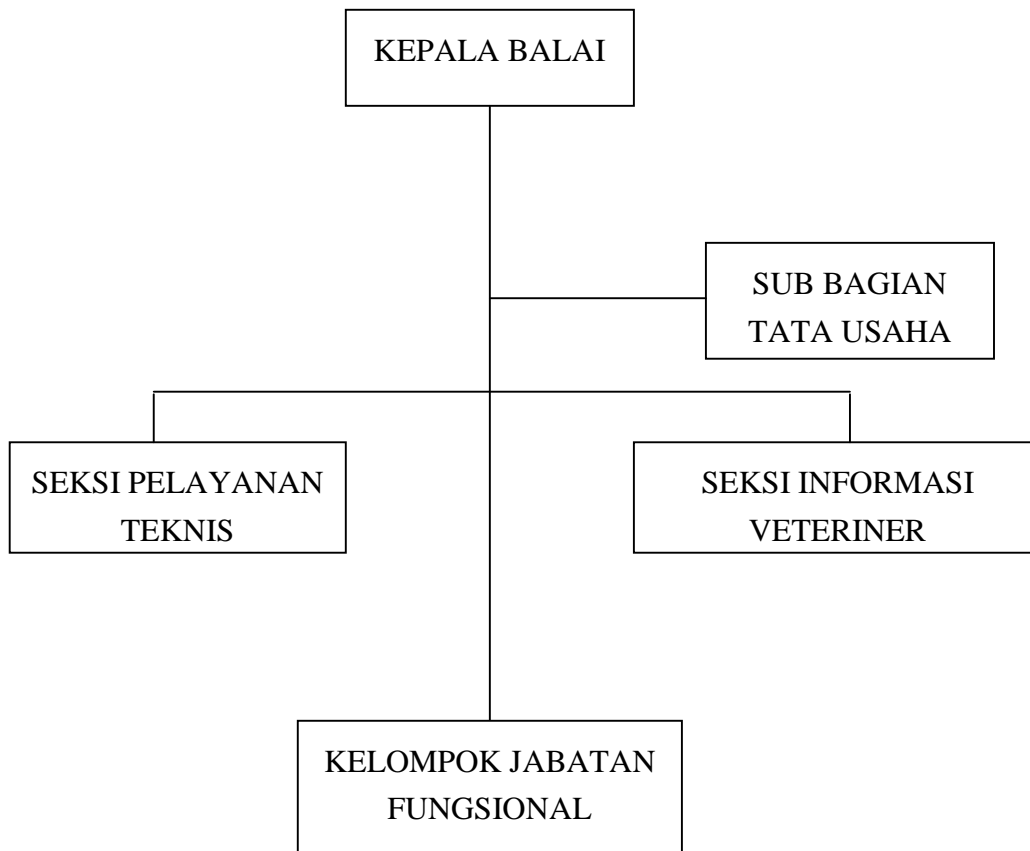 KEPALA BALAI
SUB BAGIAN
TATA USAHA
SEKSI PELAYANAN
TEKNIS
SEKSI INFORMASI
VETERINER
KELOMPOK JABATAN
FUNGSIONAL